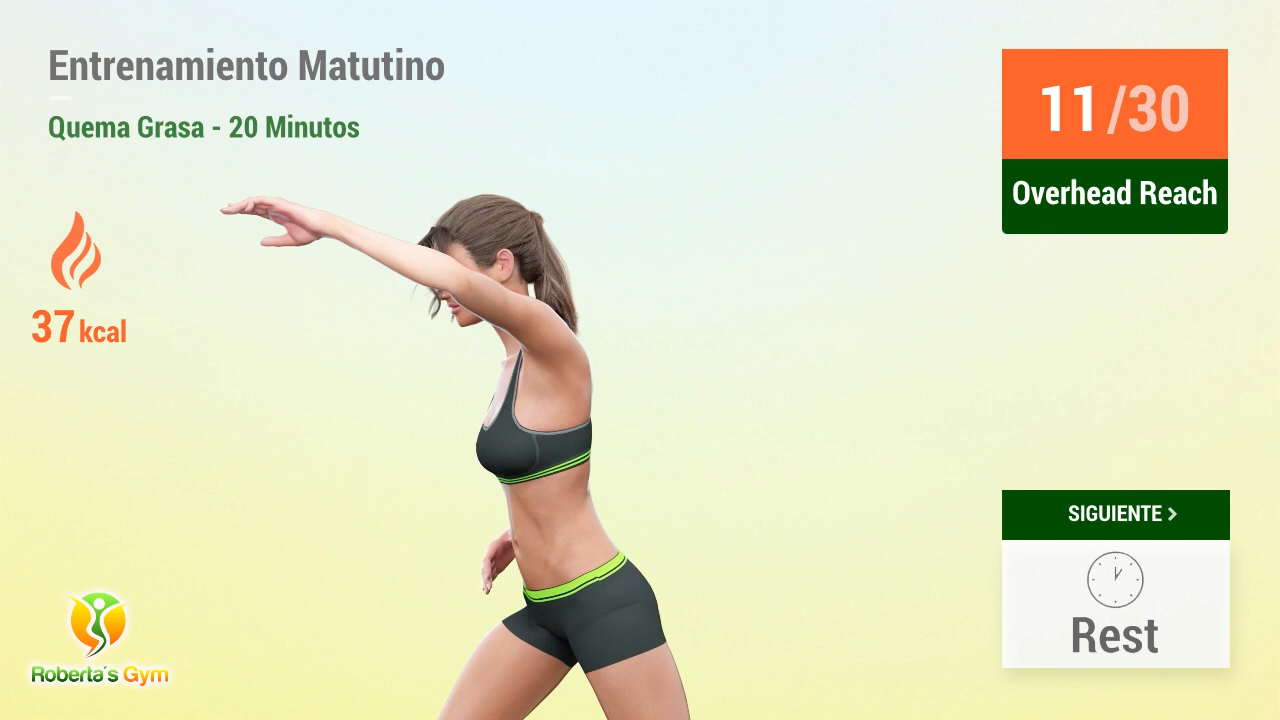 Entrenamiento Matutino
Quema Grasa - 20 Minutos
11/30
Overhead Reach
37 kcal
SIGUIENTE >
Rest
Roberta´s Gym